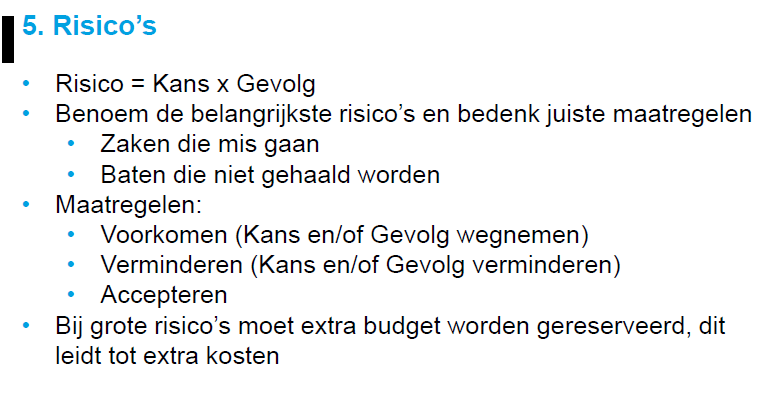 5. Risico’s
• Risico = Kans x Gevolg
• Benoem de belangrijkste risico’s en bedenk juiste maatregelen
• Zaken die mis gaan
• Baten die niet gehaald worden
• Maatregelen:
• Voorkomen (Kans en/of Gevolg wegnemen)
• Verminderen (Kans en/of Gevolg verminderen)
• Accepteren
• Bij grote risico’s moet extra budget worden gereserveerd, dit
leidt tot extra kosten